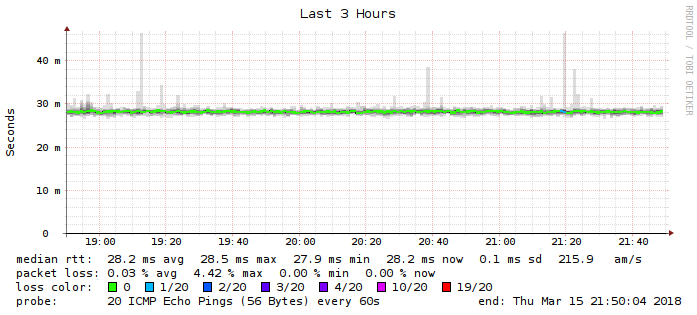 Last 3 Hours
RRDTOOL / TOBI OETIKER
Seconds
40 m
30 m
20 m
10 m
0
19:00 19:20 19:40 20:00 20:20 20:40 21:00 21:20 21:40
median rtt: 28.2 ms avg 28.5 ms max 27.9 ms min 28.2 ms now 0.1 ms sd 215.9 am/s
packet loss: 0.03 % avg 4.42 % max 0.00 % min 0.00 % now
loss color: 0 1/20 2/20 3/20 4/20 10/20 19/20
probe: 20 ICMP Echo Pings (56 Bytes) every 60s end: Thu Mar 15 21:50:04 2018